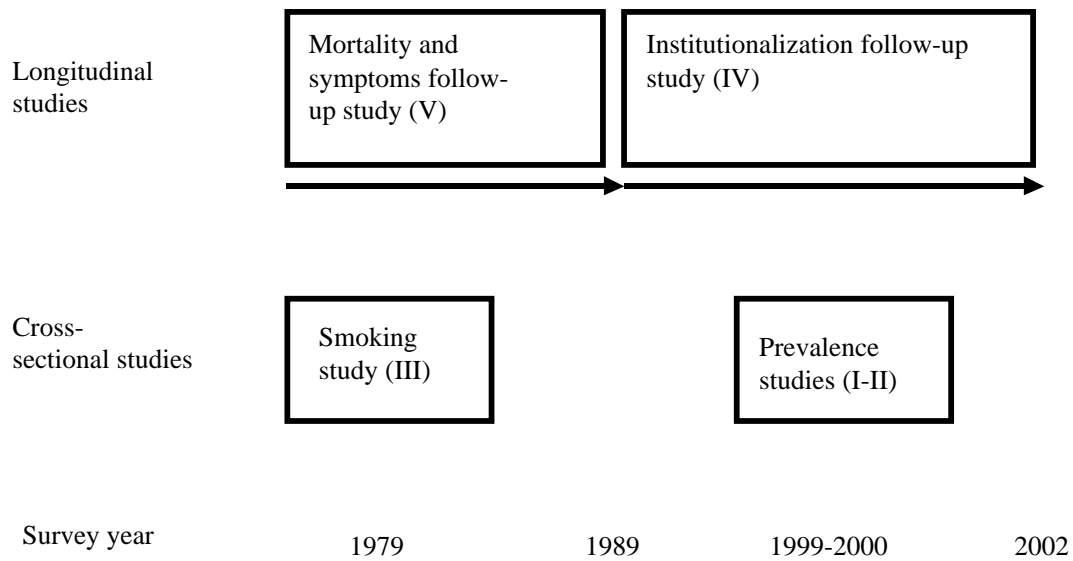 Longitudinal
studies
Mortality and
symptoms follow-
up study (V)
Institutionalization follow-up
study (IV)
Cross-
sectional studies
Smoking
study (III)
Prevalence
studies (I-II)
Survey year
1979
1989
1999-2000
2002